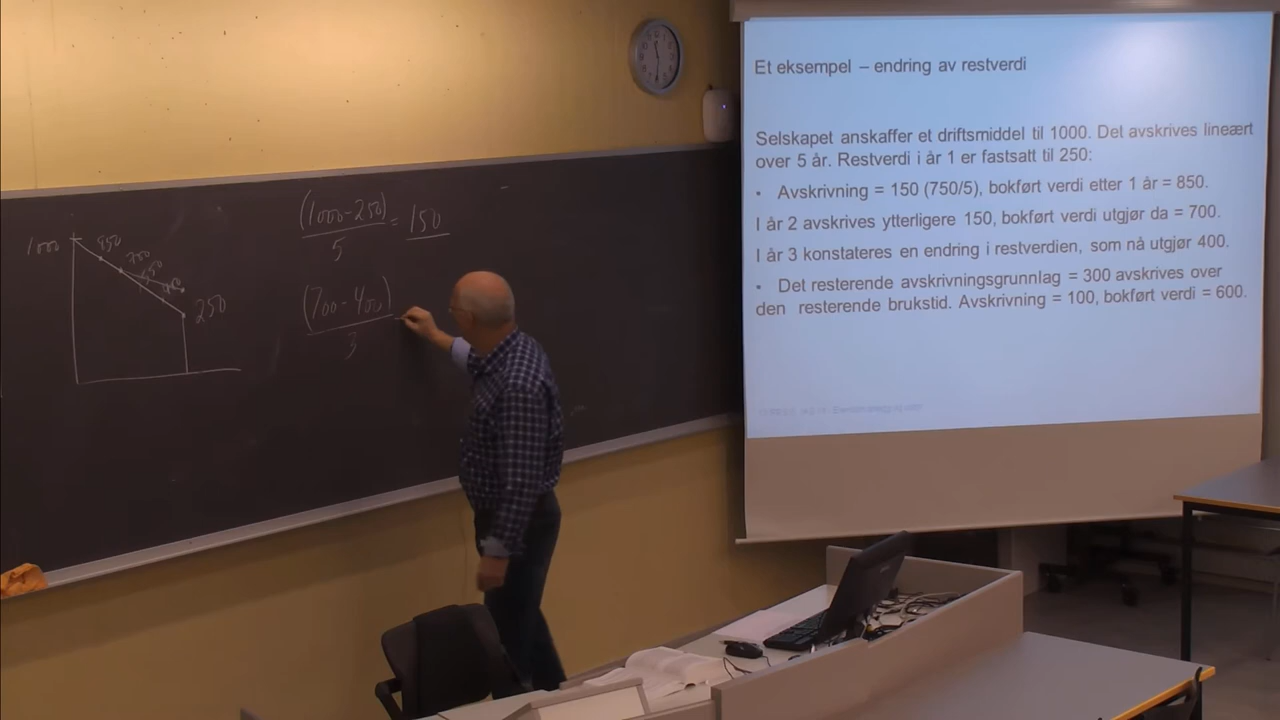 (1000-250)
5
= 150
(700-400)
3
1000
850
700
250
Et eksempel – endring av restverdi
Selskapet anskaffer et driftsmiddel til 1000. Det avskrives lineært
over 5 år. Restverdi i år 1 er fastsatt til 250:
• Avskrivning = 150 (750/5), bokført verdi etter 1 år = 850.
I år 2 avskrives ytterligere 150, bokført verdi utgjør da = 700.
I år 3 konstateres en endring i restverdien, som nå utgjør 400.
• Det resterende avskrivningsgrunnlag = 300 avskrives over
den resterende brukstid. Avskrivning = 100, bokført verdi = 600.